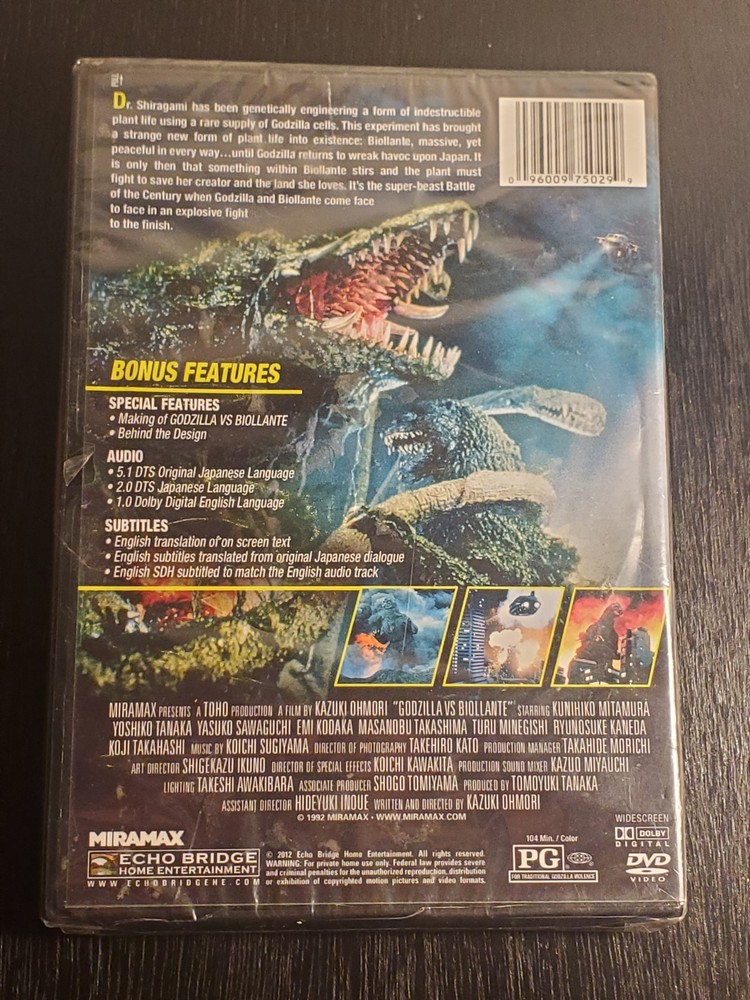 PULL
Dr. Shiragami has been genetically engineering a form of indestructible
plant life using a rare supply of Godzilla cells. This experiment has brought
a strange new form of plant life into existence: Biollante, massive, yet
peaceful in every way...until Godzilla returns to wreak havoc upon Japan. It
is only then that something within Biollante stirs and the plant must
fight to save her creator and the land she loves. It's the super-beast Battle
of the Century when Godzilla and Biollante come face
to face in an explosive fight
to the finish.
0 96009 75029 9
BONUS FEATURES
SPECIAL FEATURES
• Making of GODZILLA VS BIOLLANTE
• Behind the Design
AUDIO
• 5.1 DTS Original Japanese Language
• 2.0 DTS Japanese Language
• 1.0 Dolby Digital English Language
SUBTITLES
• English translation of on screen text
• English subtitles translated from original Japanese dialogue
• English SDH subtitled to match the English audio track
MIRAMAX PRESENTS A TOHO PRODUCTION A FILM BY KAZUKI OHMORI "GODZILLA VS BIOLLANTE" STARRING KUNIHIKO MITAMURA
YOSHIKO TANAKA YASUKO SAWAGUCHI EMI KODAKA MASANOBU TAKASHIMA TURU MINEGISHI RYUNOSUKE KANEDA
KOJI TAKAHASHI MUSIC BY KOICHI SUGIYAMA DIRECTOR OF PHOTOGRAPHY TAKEHIRO KATO PRODUCTION MANAGER TAKAHIDE MORICHI
ART DIRECTOR SHIGEKAZU IKUNO DIRECTOR OF SPECIAL EFFECTS KOICHI KAWAKITA PRODUCTION SOUND MIXER KAZUO MIYAUCHI
LIGHTING TAKESHI AWAKIBARA ASSOCIATE PRODUCER SHOGO TOMIYAMA PRODUCED BY TOMOYUKI TANAKA
ASSISTANT DIRECTOR HIDEYUKI INOUE WRITTEN AND DIRECTED BY KAZUKI OHMORI
© 1992 MIRAMAX • WWW.MIRAMAX.COM
MIRAMAX
ECHO BRIDGE
HOME ENTERTAINMENT
WWW.ECHOBRIDGEHE.COM
© 2012 Echo Bridge Home Entertainment. All rights reserved.
WARNING: For private home use only. Federal law provides severe
and criminal penalties for the unauthorized reproduction, distribution
or exhibition of copyrighted motion pictures and video formats.
104 Min. / Color
PG
FOR TRADITIONAL GODZILLA VIOLENCE
WIDESCREEN
DOLBY
DIGITAL
DVD
VIDEO